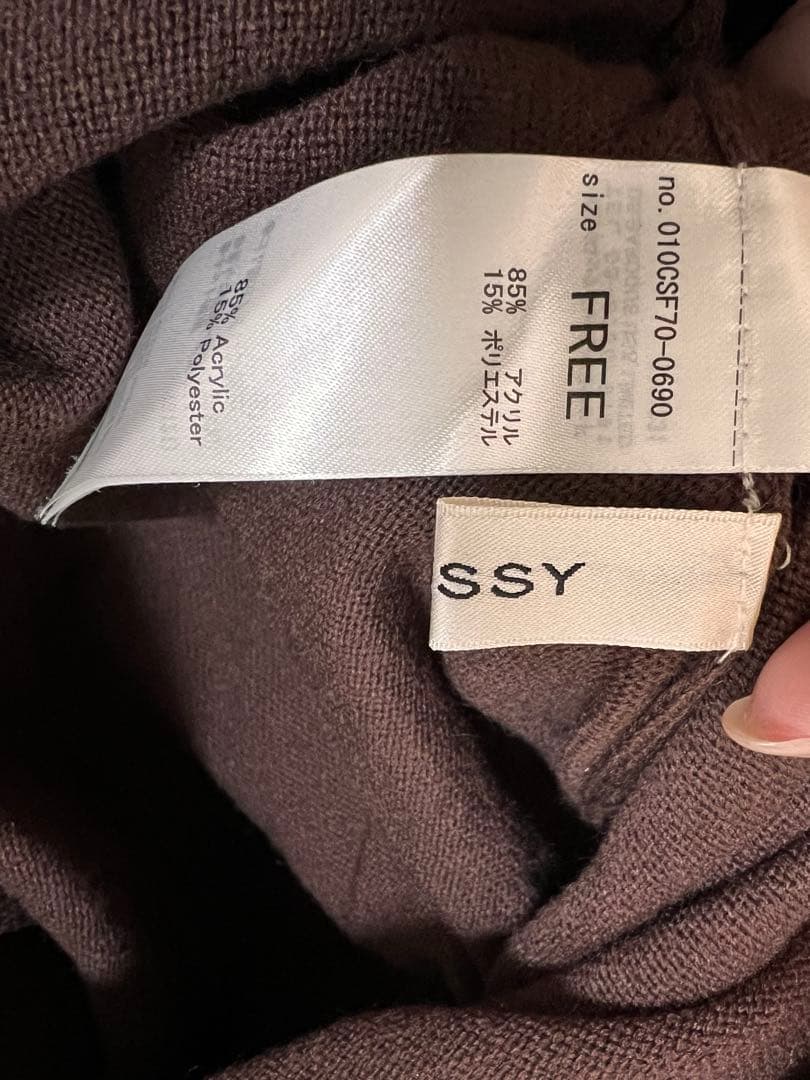 no. 010CSF70-0690
size FREE
85% アクリル
15% ポリエステル
85% Acrylic
15% Polyester
SSY